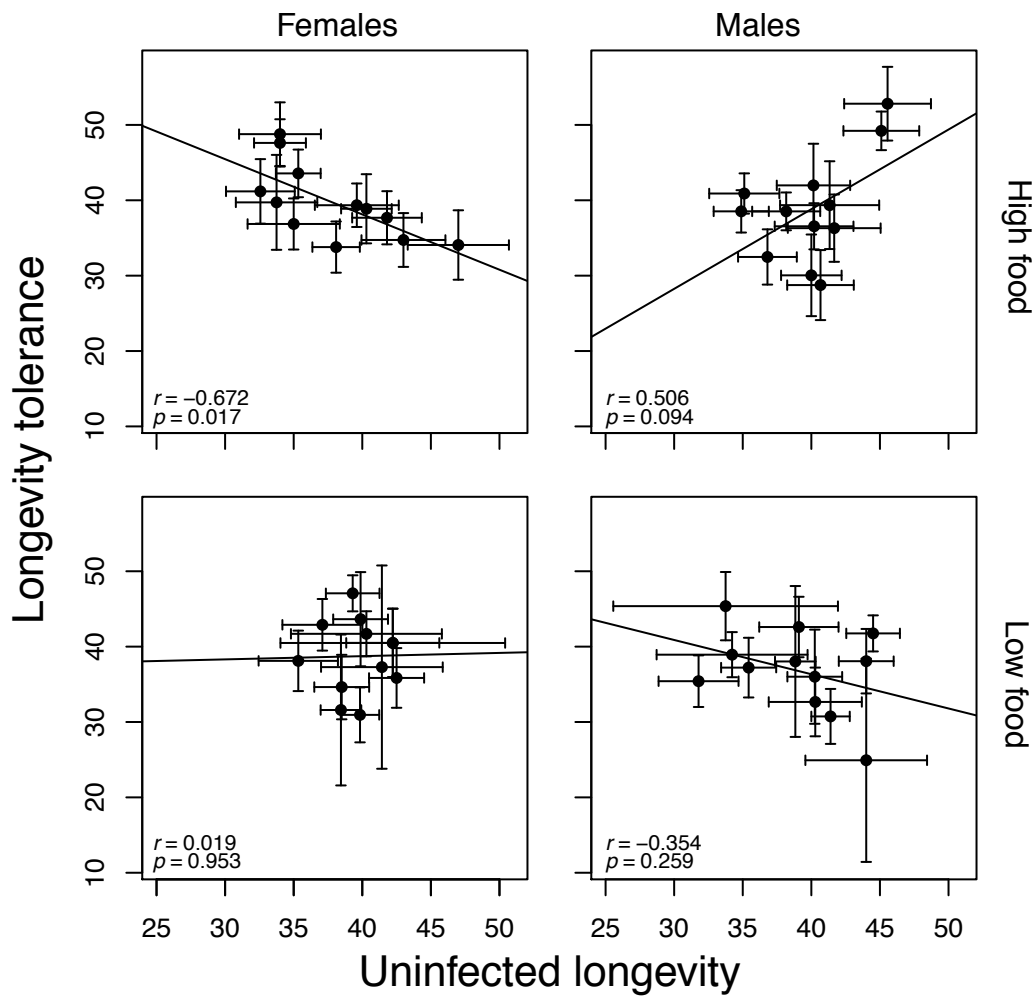 Females
Males
Longevity tolerance
50
40
30
20
10
r = −0.672
p = 0.017
r = 0.506
p = 0.094
High food
50
40
30
20
10
r = 0.019
p = 0.953
r = −0.354
p = 0.259
Low food
25 30 35 40 45 50
25 30 35 40 45 50
Uninfected longevity